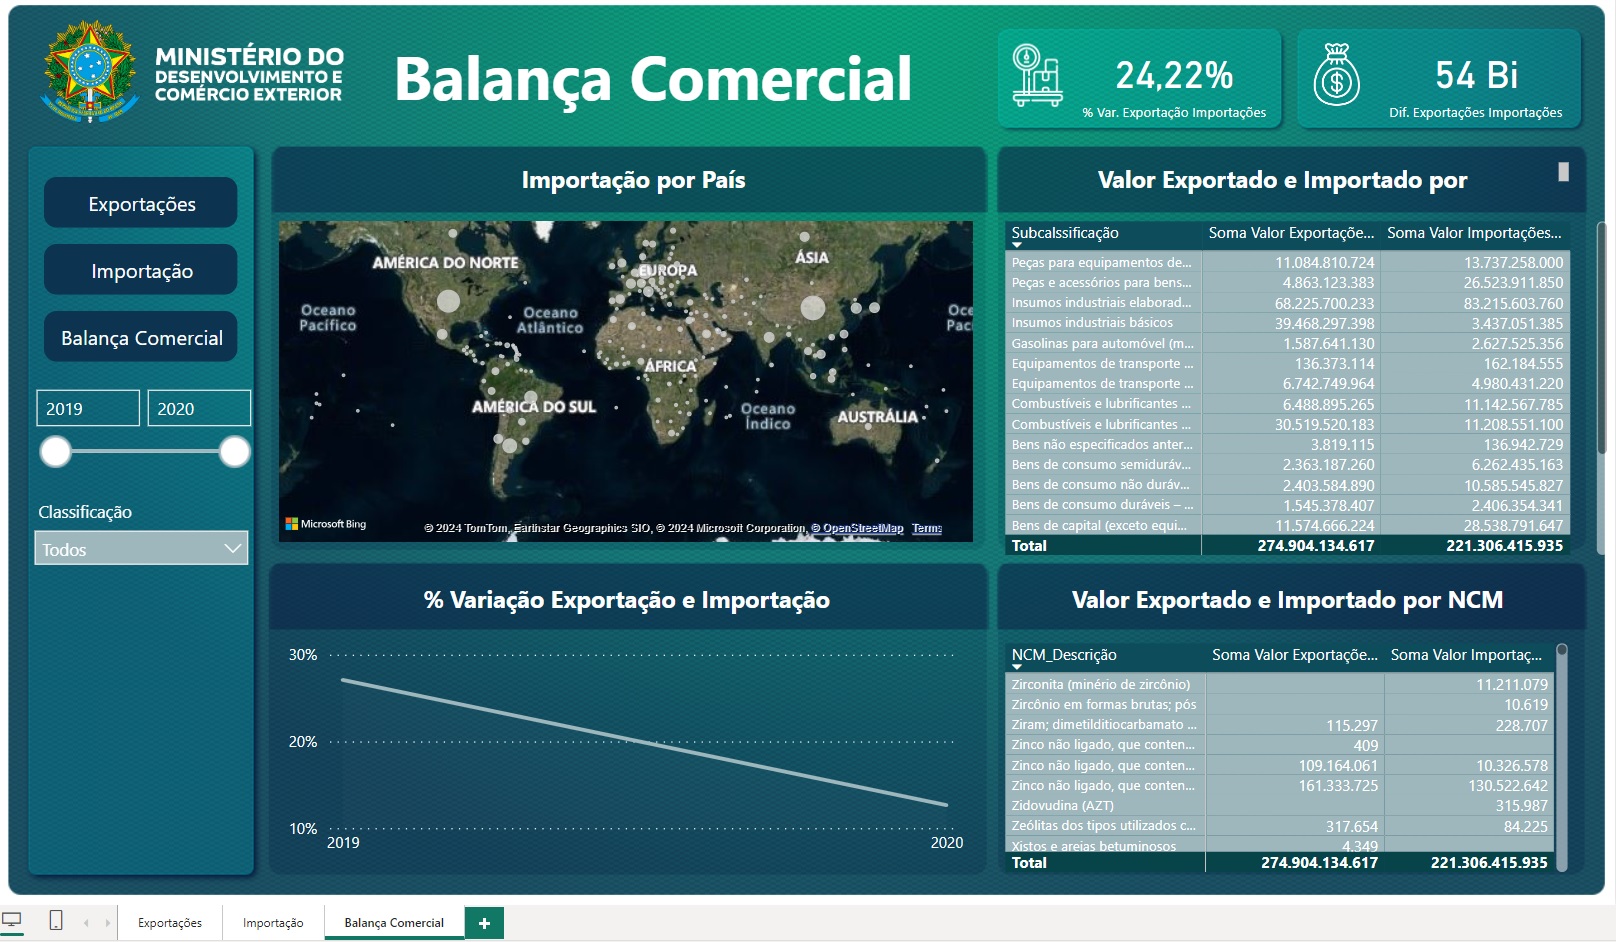 MINISTÉRIO DO
DESENVOLVIMENTO E
COMÉRCIO EXTERIOR
Balança Comercial
24,22%
% Var. Exportação Importações
54 Bi
Dif. Exportações Importações
Exportações
Importação
Balança Comercial
2019 2020
Classificação
Todos
Importação por País
AMÉRICA DO NORTE
EUROPA
ÁSIA
Oceano
Pacífico
Oceano
Atlântico
Oce
Pac
ÁFRICA
AMÉRICA DO SUL
Oceano
Índico
AUSTRÁLIA
Microsoft Bing
© 2024 TomTom, Earthstar Geographics SIO, © 2024 Microsoft Corporation, © OpenStreetMap Terms
Valor Exportado e Importado por
Subcalssificação Soma Valor Exportaçõe... Soma Valor Importações...
Peças para equipamentos de... 11.084.810.724 13.737.258.000
Peças e acessórios para bens... 4.863.123.383 26.523.911.850
Insumos industriais elaborad... 68.225.700.233 83.215.603.760
Insumos industriais básicos 39.468.297.398 3.437.051.385
Gasolinas para automóvel (m... 1.587.641.130 2.627.525.356
Equipamentos de transporte ... 136.373.114 162.184.555
Equipamentos de transporte ... 6.742.749.964 4.980.431.220
Combustíveis e lubrificantes ... 6.488.895.265 11.142.567.785
Combustíveis e lubrificantes ... 30.519.520.183 11.208.551.100
Bens não especificados anter... 3.819.115 136.942.729
Bens de consumo semiduráv... 2.363.187.260 6.262.435.163
Bens de consumo não duráv... 2.403.584.890 10.585.545.827
Bens de consumo duráveis – ... 1.545.378.407 2.406.354.341
Bens de capital (exceto equi... 11.574.666.224 28.538.791.647
Total 274.904.134.617 221.306.415.935
% Variação Exportação e Importação
30%
20%
10%
2019 2020
Valor Exportado e Importado por NCM
NCM_Descrição Soma Valor Exportaçõe... Soma Valor Importaç...
Zirconita (minério de zircônio) 11.211.079
Zircônio em formas brutas; pós 10.619
Ziram; dimetilditiocarbamato ... 115.297 228.707
Zinco não ligado, que conten... 409
Zinco não ligado, que conten... 109.164.061 10.326.578
Zinco não ligado, que conten... 161.333.725 130.522.642
Zidovudina (AZT) 315.987
Zeólitas dos tipos utilizados c... 317.654 84.225
Xistos e areias betuminosos 4.349
Total 274.904.134.617 221.306.415.935
Exportações Importação Balança Comercial +